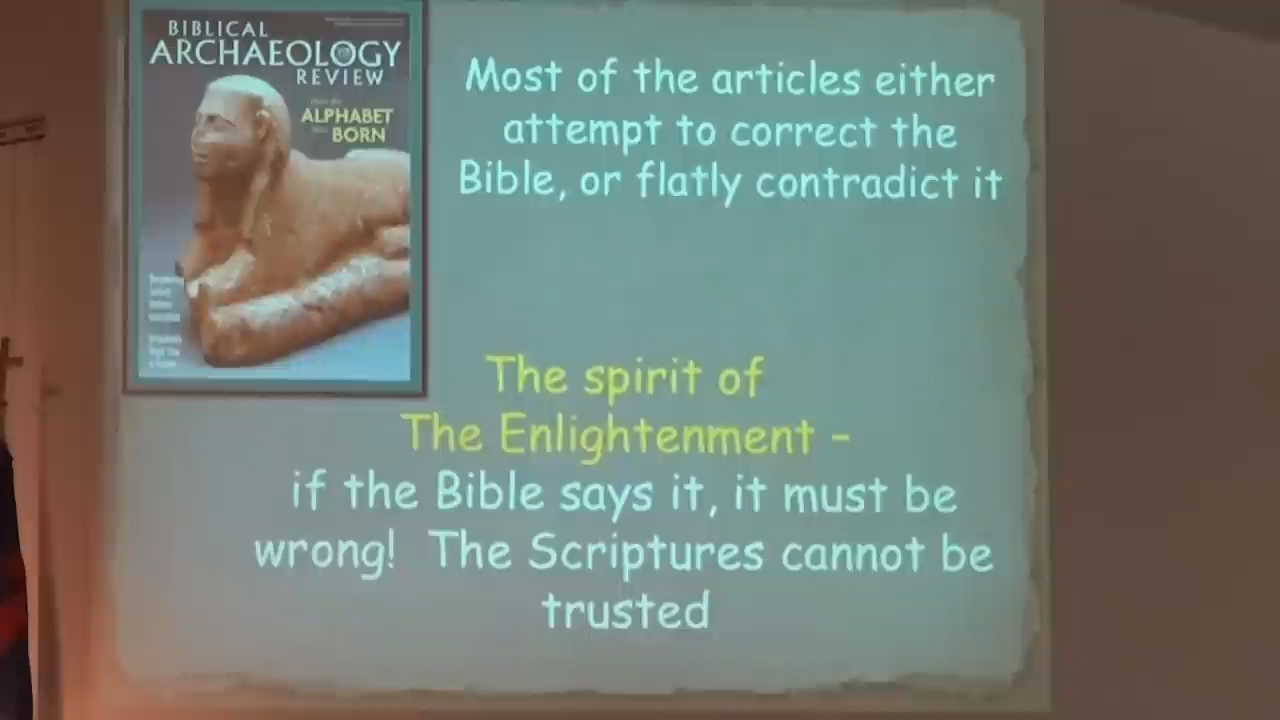 BIBLICAL
ARCHAEOLOGY
REVIEW
ALPHABET
BORN
Most of the articles either
attempt to correct the
Bible, or flatly contradict it
The spirit of
The Enlightenment –
if the Bible says it, it must be
wrong! The Scriptures cannot be
trusted